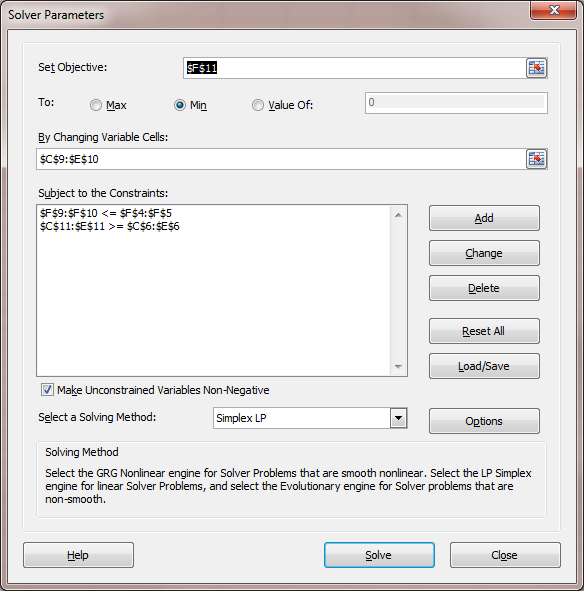 Solver Parameters
Set Objective:
$F$11
To:
Max
Min
Value Of:
0
By Changing Variable Cells:
$C$9:$E$10
Subject to the Constraints:
$F$9:$F$10 <= $F$4:$F$5
$C$11:$E$11 >= $C$6:$E$6
Add
Change
Delete
Reset All
Load/Save
Make Unconstrained Variables Non-Negative
Select a Solving Method:
Simplex LP
Options
Solving Method
Select the GRG Nonlinear engine for Solver Problems that are smooth nonlinear. Select the LP Simplex
engine for linear Solver Problems, and select the Evolutionary engine for Solver problems that are
non-smooth.
Help
Solve
Close